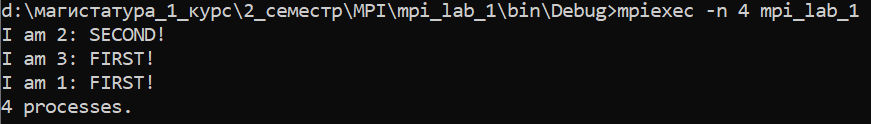 d:\магистатура_1_курс\2_семестр\MPI\mpi_lab_1\bin\Debug>mpiexec -n 4 mpi_lab_1
I am 2: SECOND!
I am 3: FIRST!
I am 1: FIRST!
4 processes.